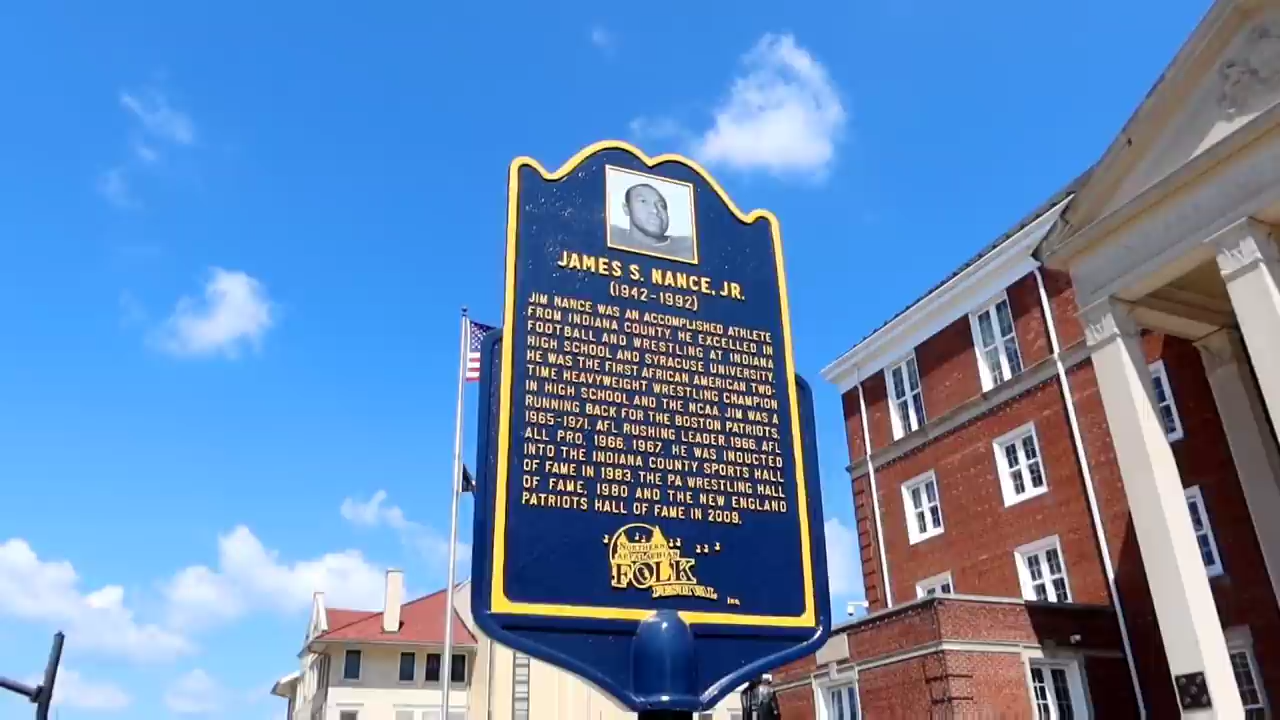 JAMES S. NANCE, JR.
(1942-1992)
JIM NANCE WAS AN ACCOMPLISHED ATHLETE
FROM INDIANA COUNTY. HE EXCELLED IN
FOOTBALL AND WRESTLING AT INDIANA
HIGH SCHOOL AND SYRACUSE UNIVERSITY.
HE WAS THE FIRST AFRICAN AMERICAN TWO-
TIME HEAVYWEIGHT WRESTLING CHAMPION
IN HIGH SCHOOL AND THE NCAA. JIM WAS A
RUNNING BACK FOR THE BOSTON PATRIOTS,
1965-1971, AFL RUSHING LEADER, 1966, AFL
ALL PRO, 1966, 1967. HE WAS INDUCTED
INTO THE INDIANA COUNTY SPORTS HALL
OF FAME IN 1983, THE PA WRESTLING HALL
OF FAME, 1980 AND THE NEW ENGLAND
PATRIOTS HALL OF FAME IN 2009.
NORTHERN
APPALACHIAN
FOLK
FESTIVAL, Inc.